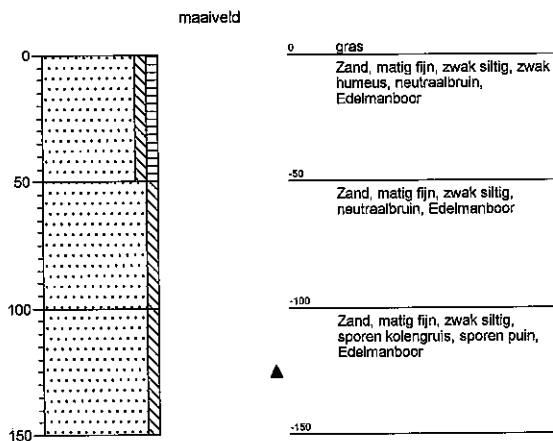 maaiveld
0
50
100
150
0 gras
Zand, matig fijn, zwak siltig, zwak
humeus, neutraalbruin,
Edelmanboor
-50
Zand, matig fijn, zwak siltig,
neutraalbruin, Edelmanboor
-100
Zand, matig fijn, zwak siltig,
sporen kolengruis, sporen puin,
Edelmanboor
-150